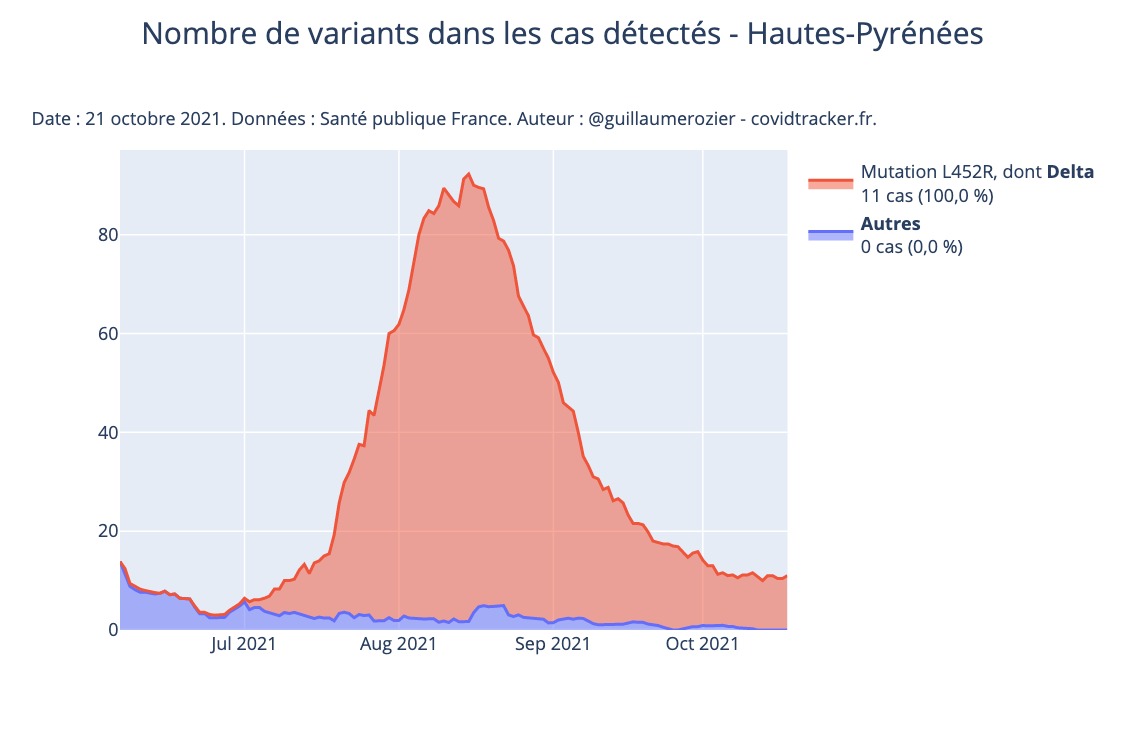 Nombre de variants dans les cas détectés - Hautes-Pyrénées
Date : 21 octobre 2021. Données : Santé publique France. Auteur : @guillaumerozier - covidtracker.fr.
Mutation L452R, dont Delta
11 cas (100,0 %)
Autres
0 cas (0,0 %)
80
60
40
20
0
Jul 2021
Aug 2021
Sep 2021
Oct 2021